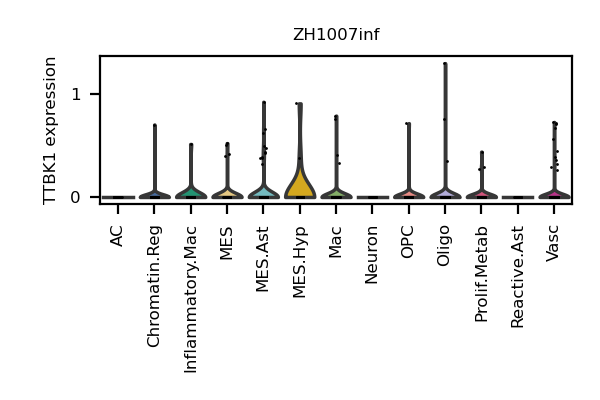 ZH1007inf
TTBK1 expression
1
0
AC
Chromatin.Reg
Inflammatory.Mac
MES
MES.Ast
MES.Hyp
Mac
Neuron
OPC
Oligo
Prolif.Metab
Reactive.Ast
Vasc